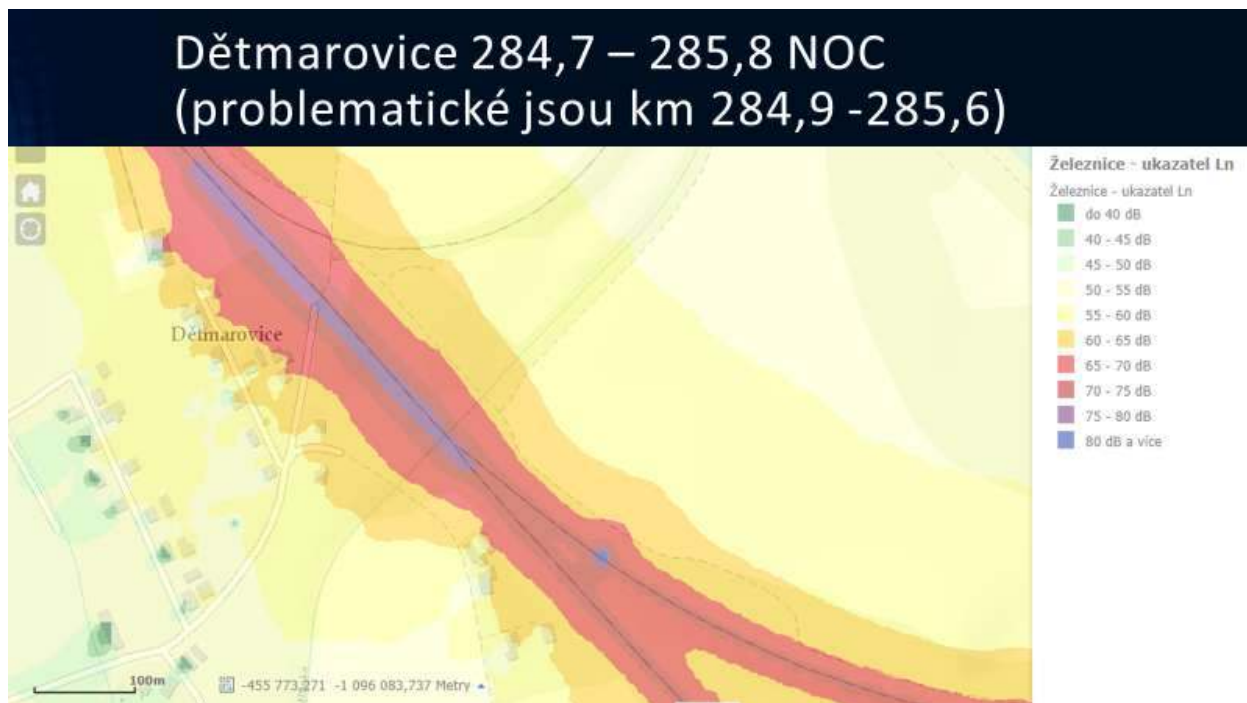 Dětmarovice 284,7 – 285,8 NOC
(problematické jsou km 284,9 -285,6)
Železnice - ukazatel Ln
Železnice - ukazatel Ln
do 40 dB
40 - 45 dB
45 - 50 dB
50 - 55 dB
55 - 60 dB
60 - 65 dB
65 - 70 dB
70 - 75 dB
75 - 80 dB
80 dB a více
Dětmarovice
100m
-455 773,271 -1 096 083,737 Metry